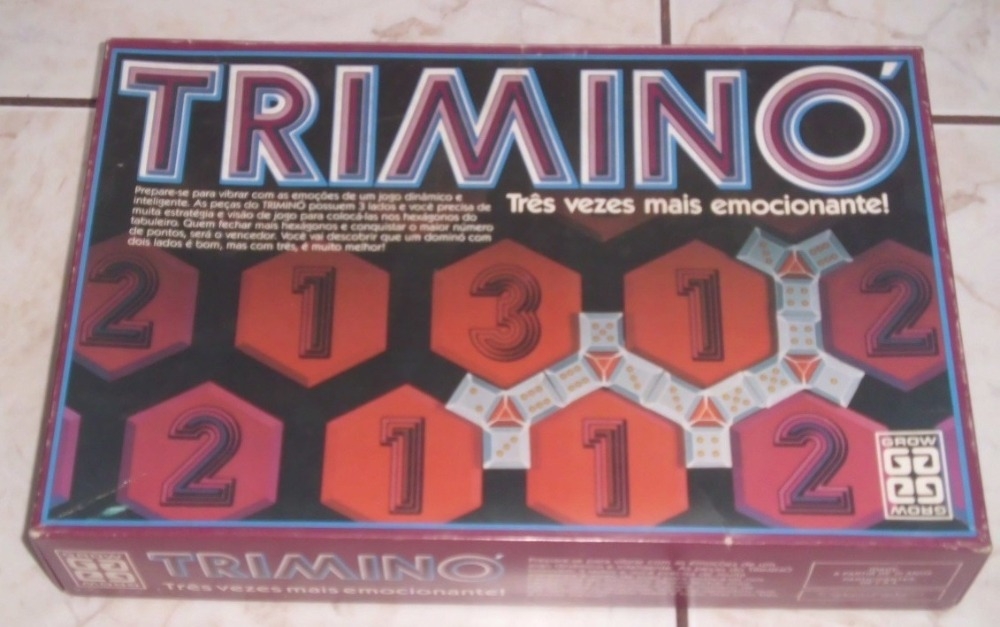 TRIMINÓ
Três vezes mais emocionante!
Prepare-se para vibrar com as emoções de um jogo dinâmico e
inteligente. As peças do TRIMINÓ possuem 3 lados e você precisa de
muita estratégia e visão de jogo para colocá-las nos hexágonos do
tabuleiro. Quem fechar mais hexágonos e conquistar o maior número
de pontos, será o vencedor. Você vai descobrir que um dominó com
dois lados é bom, mas com três, é muito melhor!
2 1 3 1 2
2 1 1 2
GROW
GROW
GROW
TRIMINÓ
Três vezes mais emocionante!